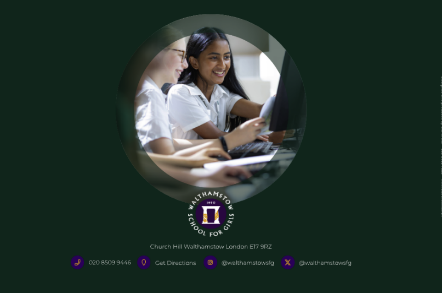 WALTHAMSTOW
SCHOOL FOR GIRLS
Church Hill Walthamstow London E17 9RZ
020 8509 9446 Get Directions @walthamstowsfg @walthamstowsfg